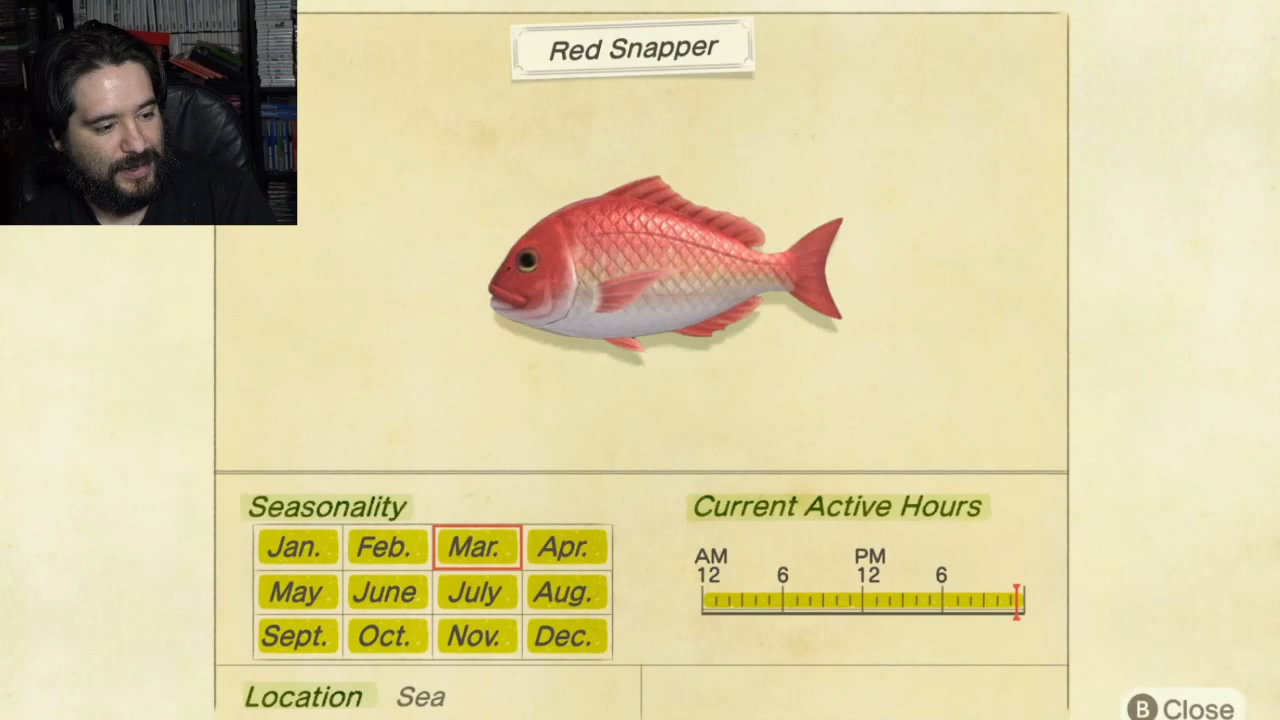 Red Snapper
Seasonality
Jan. Feb. Mar. Apr.
May June July Aug.
Sept. Oct. Nov. Dec.
Current Active Hours
AM PM
12 6 12 6
Location Sea
B Close